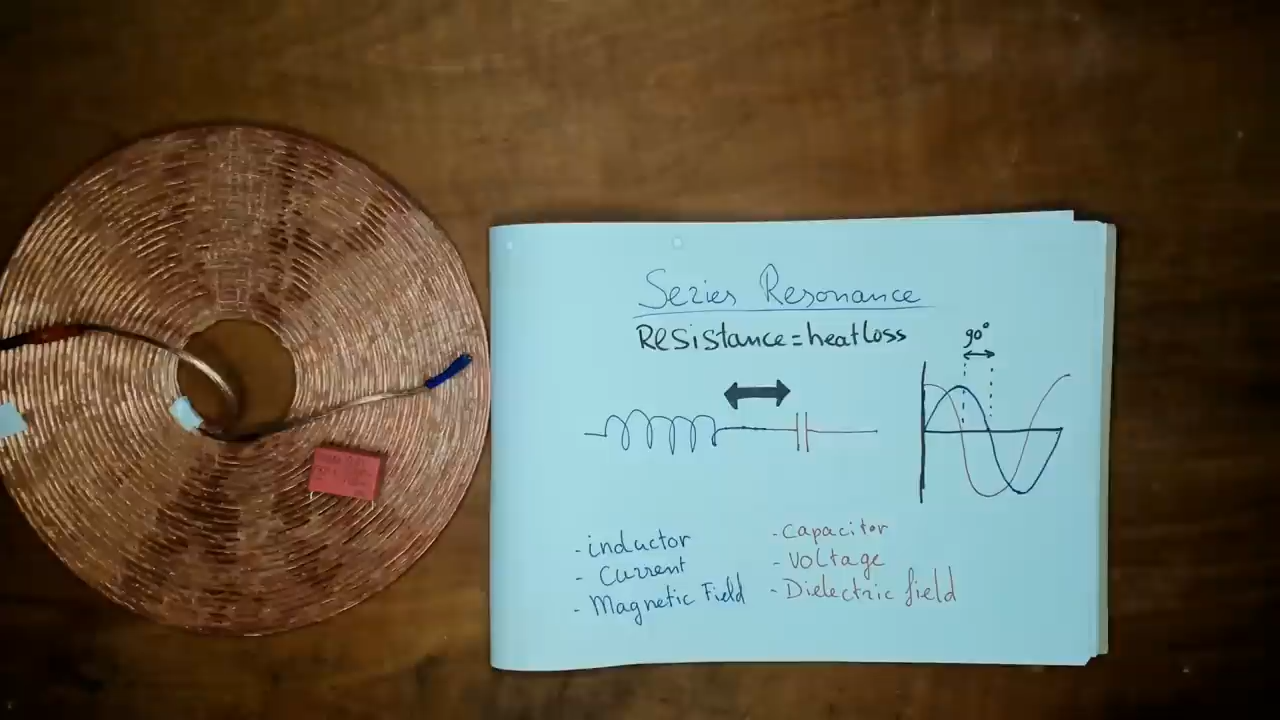 Series Resonance
Resistance = heatloss
90°
- inductor
- Current
- Magnetic Field
- Capacitor
- Voltage
- Dielectric field